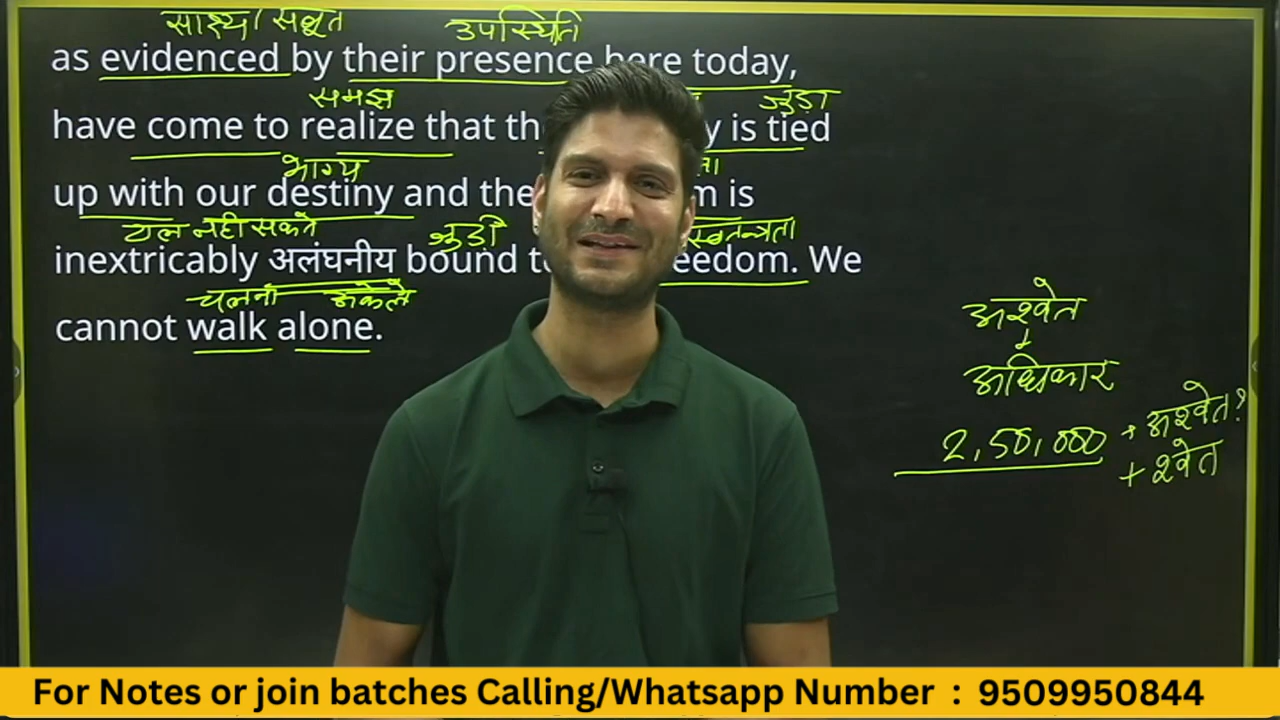 साक्ष्य/ सबूत उपस्थिति
as evidenced by their presence here today,
समझ जुड़ा
have come to realize that th y is tied
भाग्य
up with our destiny and the m is
चल नही सकते जुड़ी स्वतन्त्रता
inextricably अलंघनीय bound t eedom. We
चलना अकेले
cannot walk alone.
अश्वेत
अधिकार
2,50,000 → अश्वेत?
+ श्वेत
For Notes or join batches Calling/Whatsapp Number : 9509950844